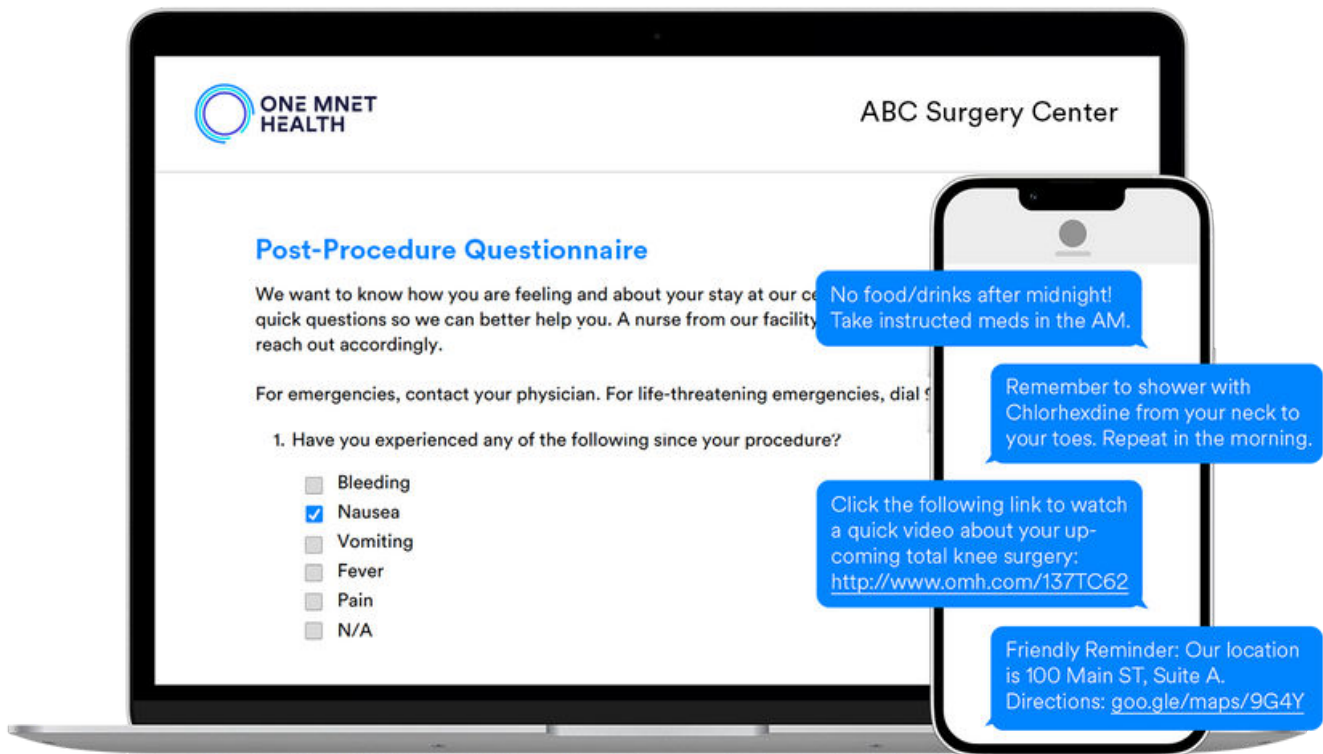 ONE MNET
HEALTH
ABC Surgery Center
Post-Procedure Questionnaire
We want to know how you are feeling and about your stay at our
quick questions so we can better help you. A nurse from our facility
reach out accordingly.
For emergencies, contact your physician. For life-threatening emergencies, dial
1. Have you experienced any of the following since your procedure?
Bleeding
Nausea
Vomiting
Fever
Pain
N/A
No food/drinks after midnight!
Take instructed meds in the AM.
Remember to shower with
Chlorhexdine from your neck to
your toes. Repeat in the morning.
Click the following link to watch
a quick video about your up-
coming total knee surgery:
http://www.omh.com/137TC62
Friendly Reminder: Our location
is 100 Main ST, Suite A.
Directions: goo.gle/maps/9G4Y